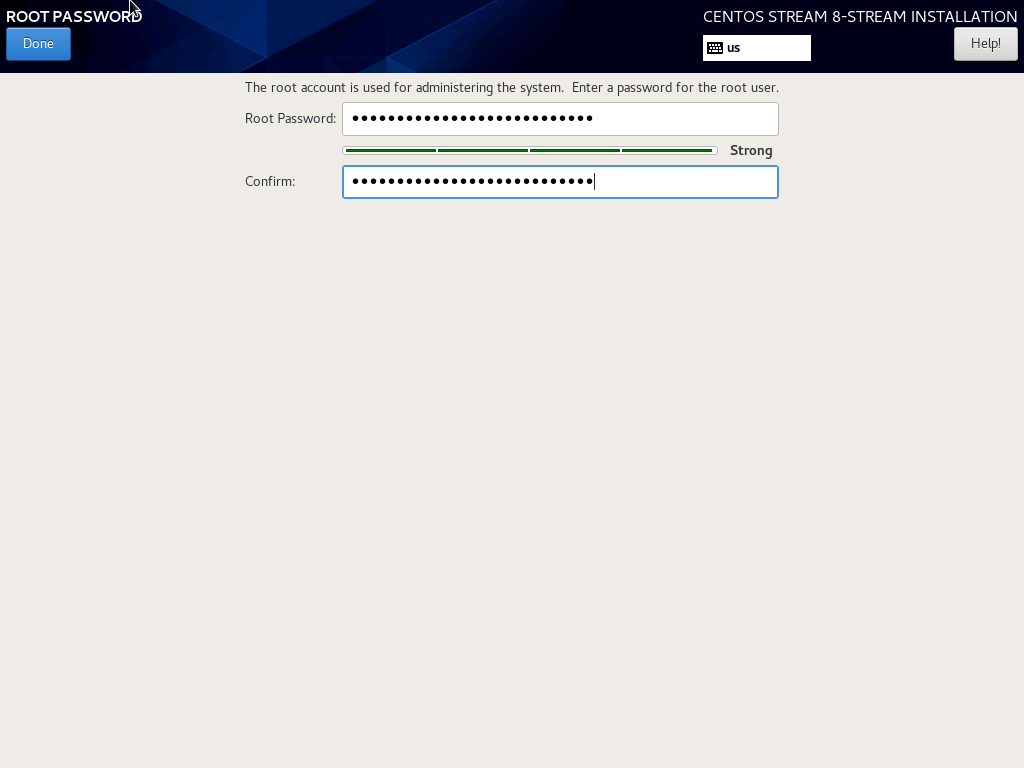 ROOT PASSWORD
CENTOS STREAM 8-STREAM INSTALLATION
Done
us
Help!
The root account is used for administering the system.  Enter a password for the root user.
Root Password: •••••••••••••••••••••••••••
Strong
Confirm: •••••••••••••••••••••••••••